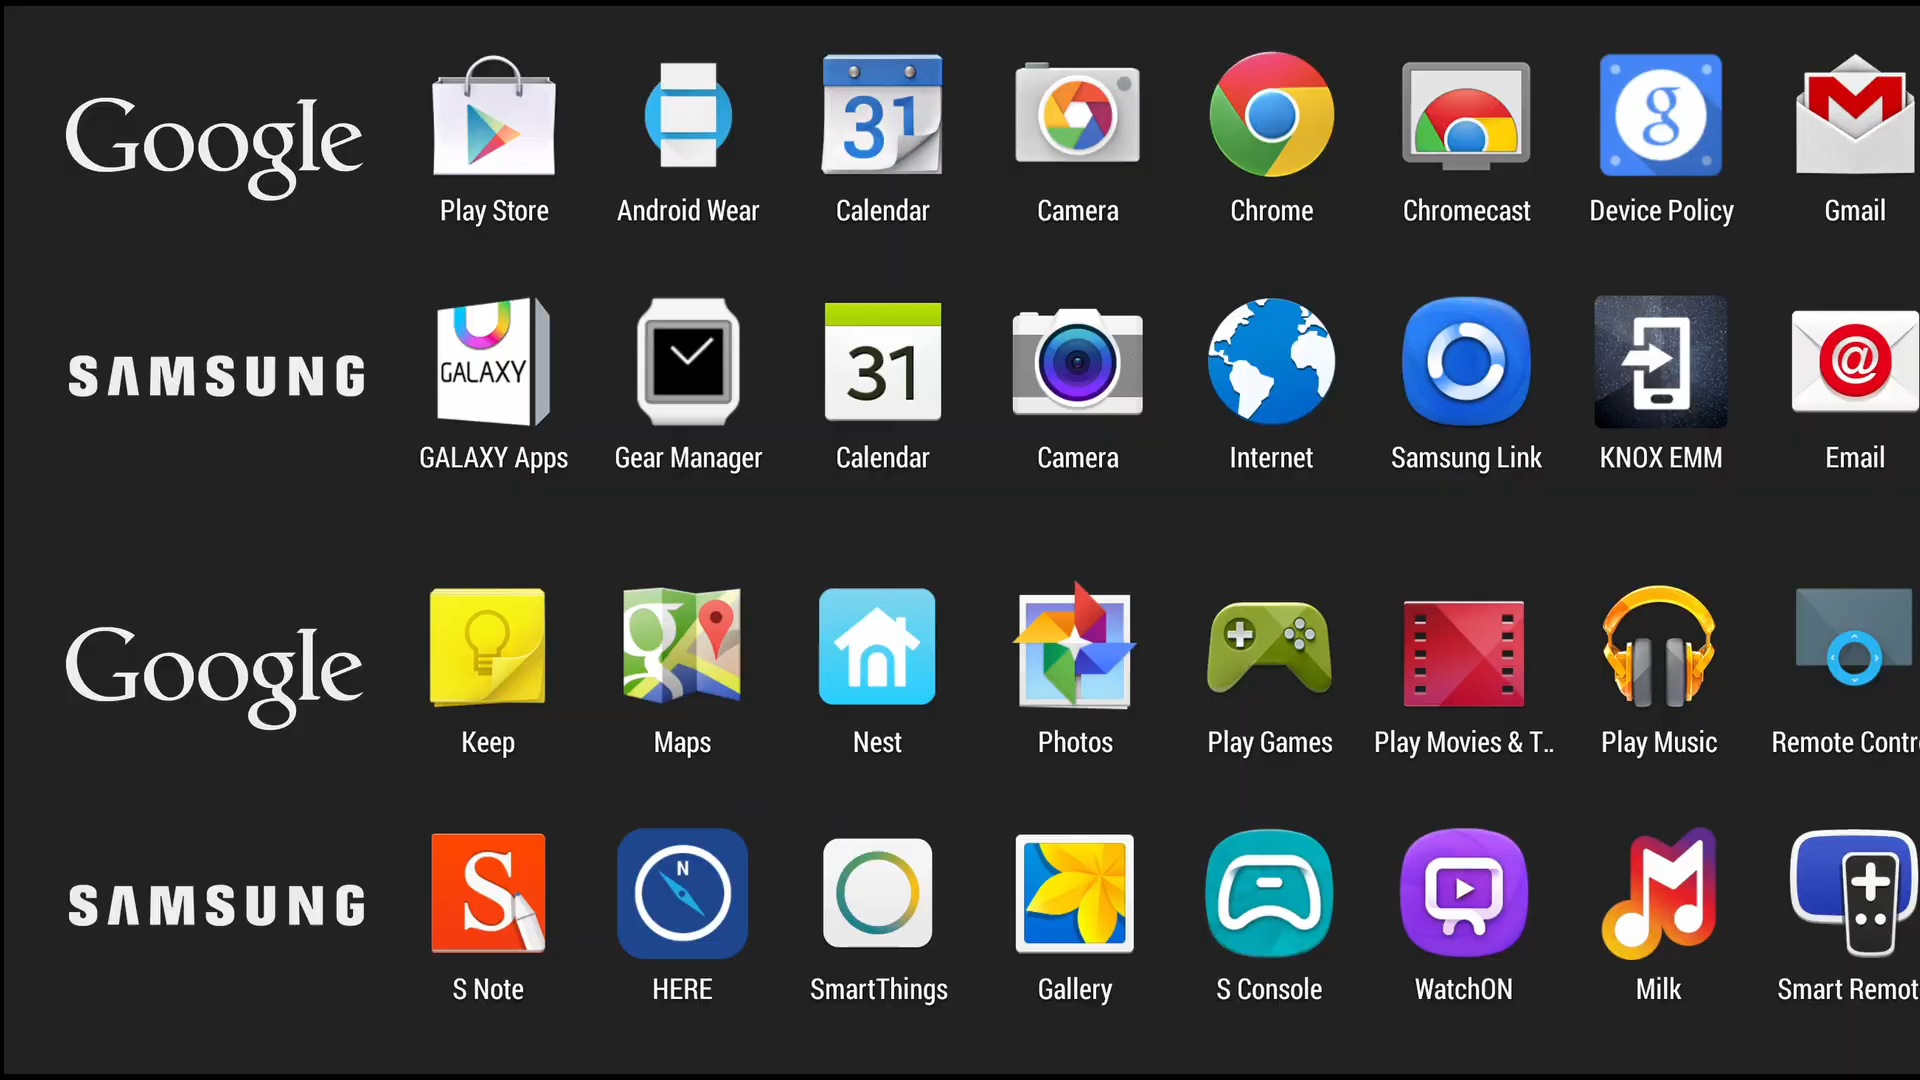 Google
Play Store
Android Wear
31
Calendar
Camera
Chrome
Chromecast
g
Device Policy
M
Gmail
SAMSUNG
GALAXY
GALAXY Apps
Gear Manager
31
Calendar
Camera
Internet
Samsung Link
KNOX EMM
@
Email
Google
Keep
g
Maps
Nest
Photos
Play Games
Play Movies & T..
Play Music
Remote Contr
SAMSUNG
S
S Note
N
HERE
SmartThings
Gallery
S Console
WatchON
Milk
Smart Remot